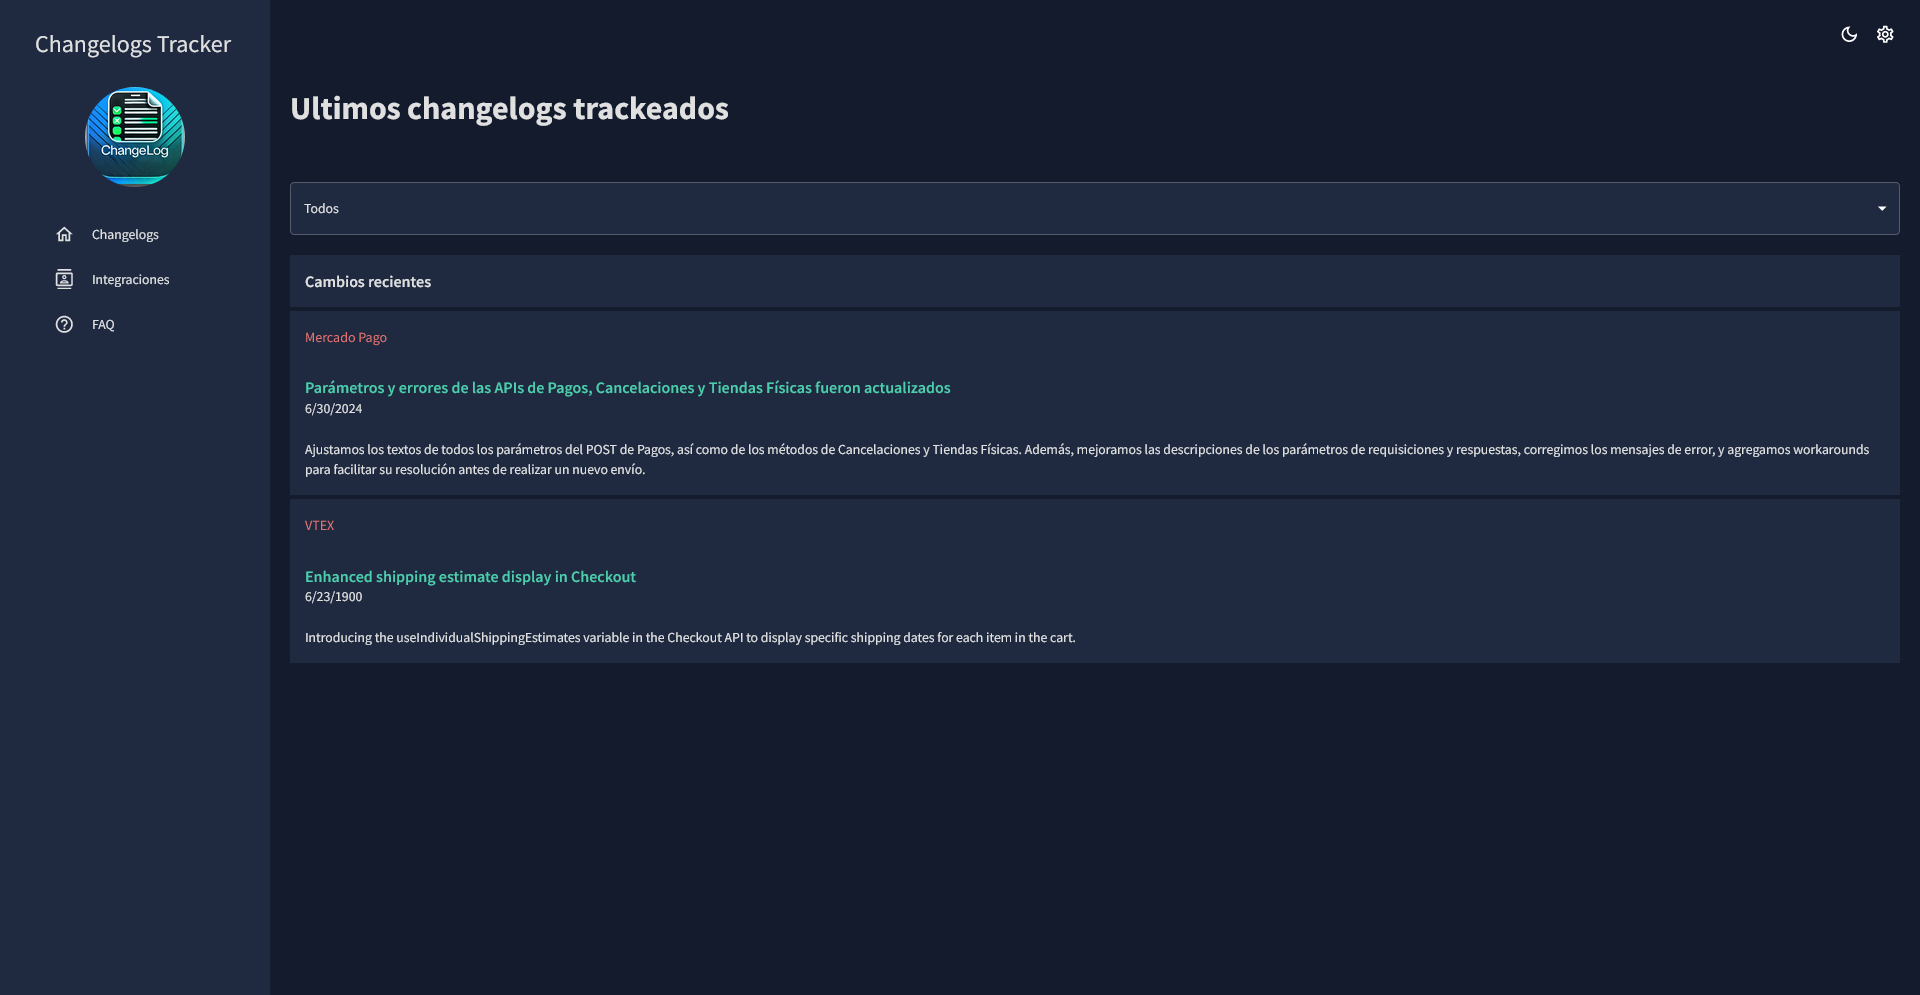 Changelogs Tracker
ChangeLog
Changelogs
Integraciones
FAQ
Ultimos changelogs trackeados
Todos
Cambios recientes
Mercado Pago
Parámetros y errores de las APIs de Pagos, Cancelaciones y Tiendas Físicas fueron actualizados
6/30/2024
Ajustamos los textos de todos los parámetros del POST de Pagos, así como de los métodos de Cancelaciones y Tiendas Físicas. Además, mejoramos las descripciones de los parámetros de requisiciones y respuestas, corregimos los mensajes de error, y agregamos workarounds
para facilitar su resolución antes de realizar un nuevo envío.
VTEX
Enhanced shipping estimate display in Checkout
6/23/1900
Introducing the useIndividualShippingEstimates variable in the Checkout API to display specific shipping dates for each item in the cart.